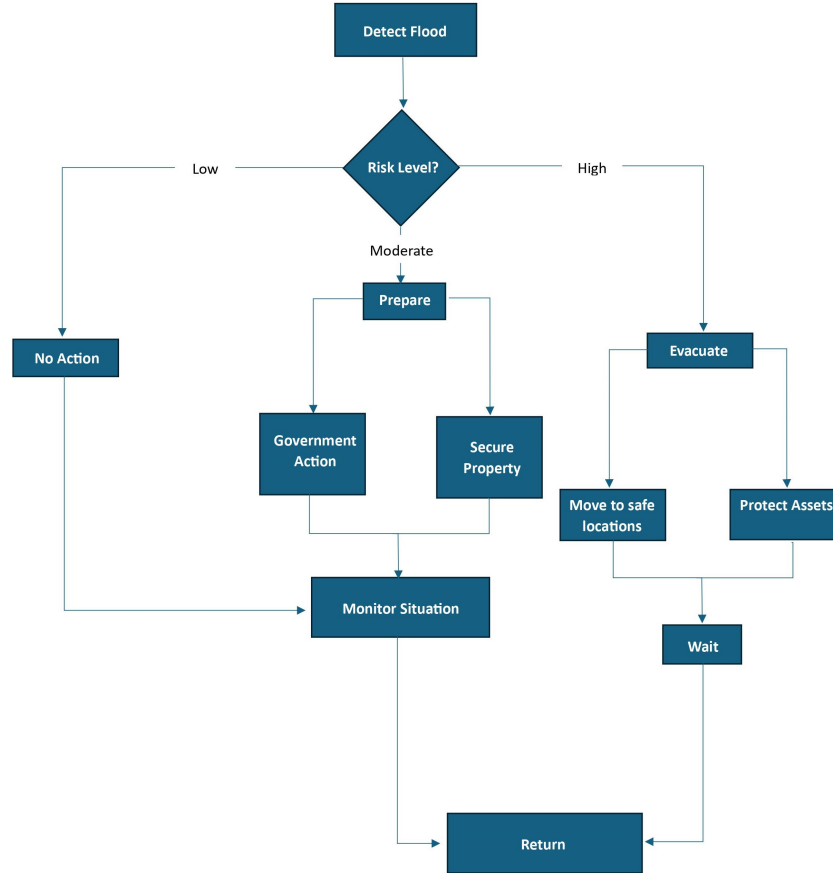 Detect Flood
Risk Level?
Low
High
Moderate
Prepare
No Action
Evacuate
Government
Action
Secure
Property
Move to safe
locations
Protect Assets
Monitor Situation
Wait
Return